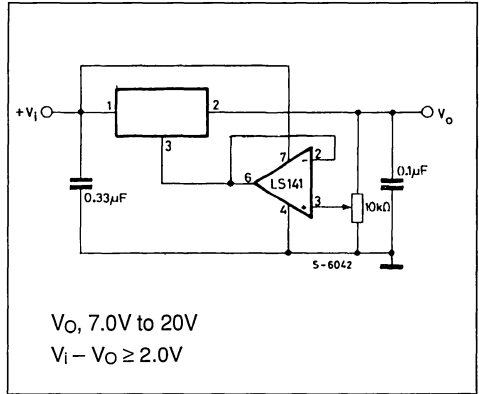 1
2
+Vi
Vo
3
7
2
-
6
LS141
0.33µF
0.1µF
4
+
3
10kΩ
S-6042
VO, 7.0V to 20V
Vi – VO ≥ 2.0V